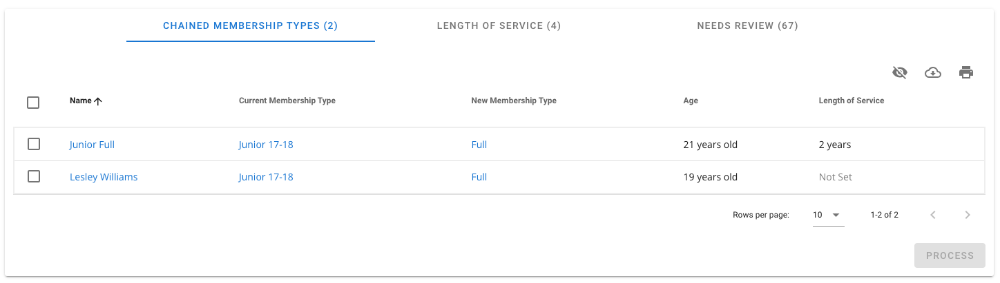 CHAINED MEMBERSHIP TYPES (2) LENGTH OF SERVICE (4) NEEDS REVIEW (67)
Name Current Membership Type New Membership Type Age Length of Service
Junior Full Junior 17-18 Full 21 years old 2 years
Lesley Williams Junior 17-18 Full 19 years old Not Set
Rows per page: 10 1-2 of 2
PROCESS